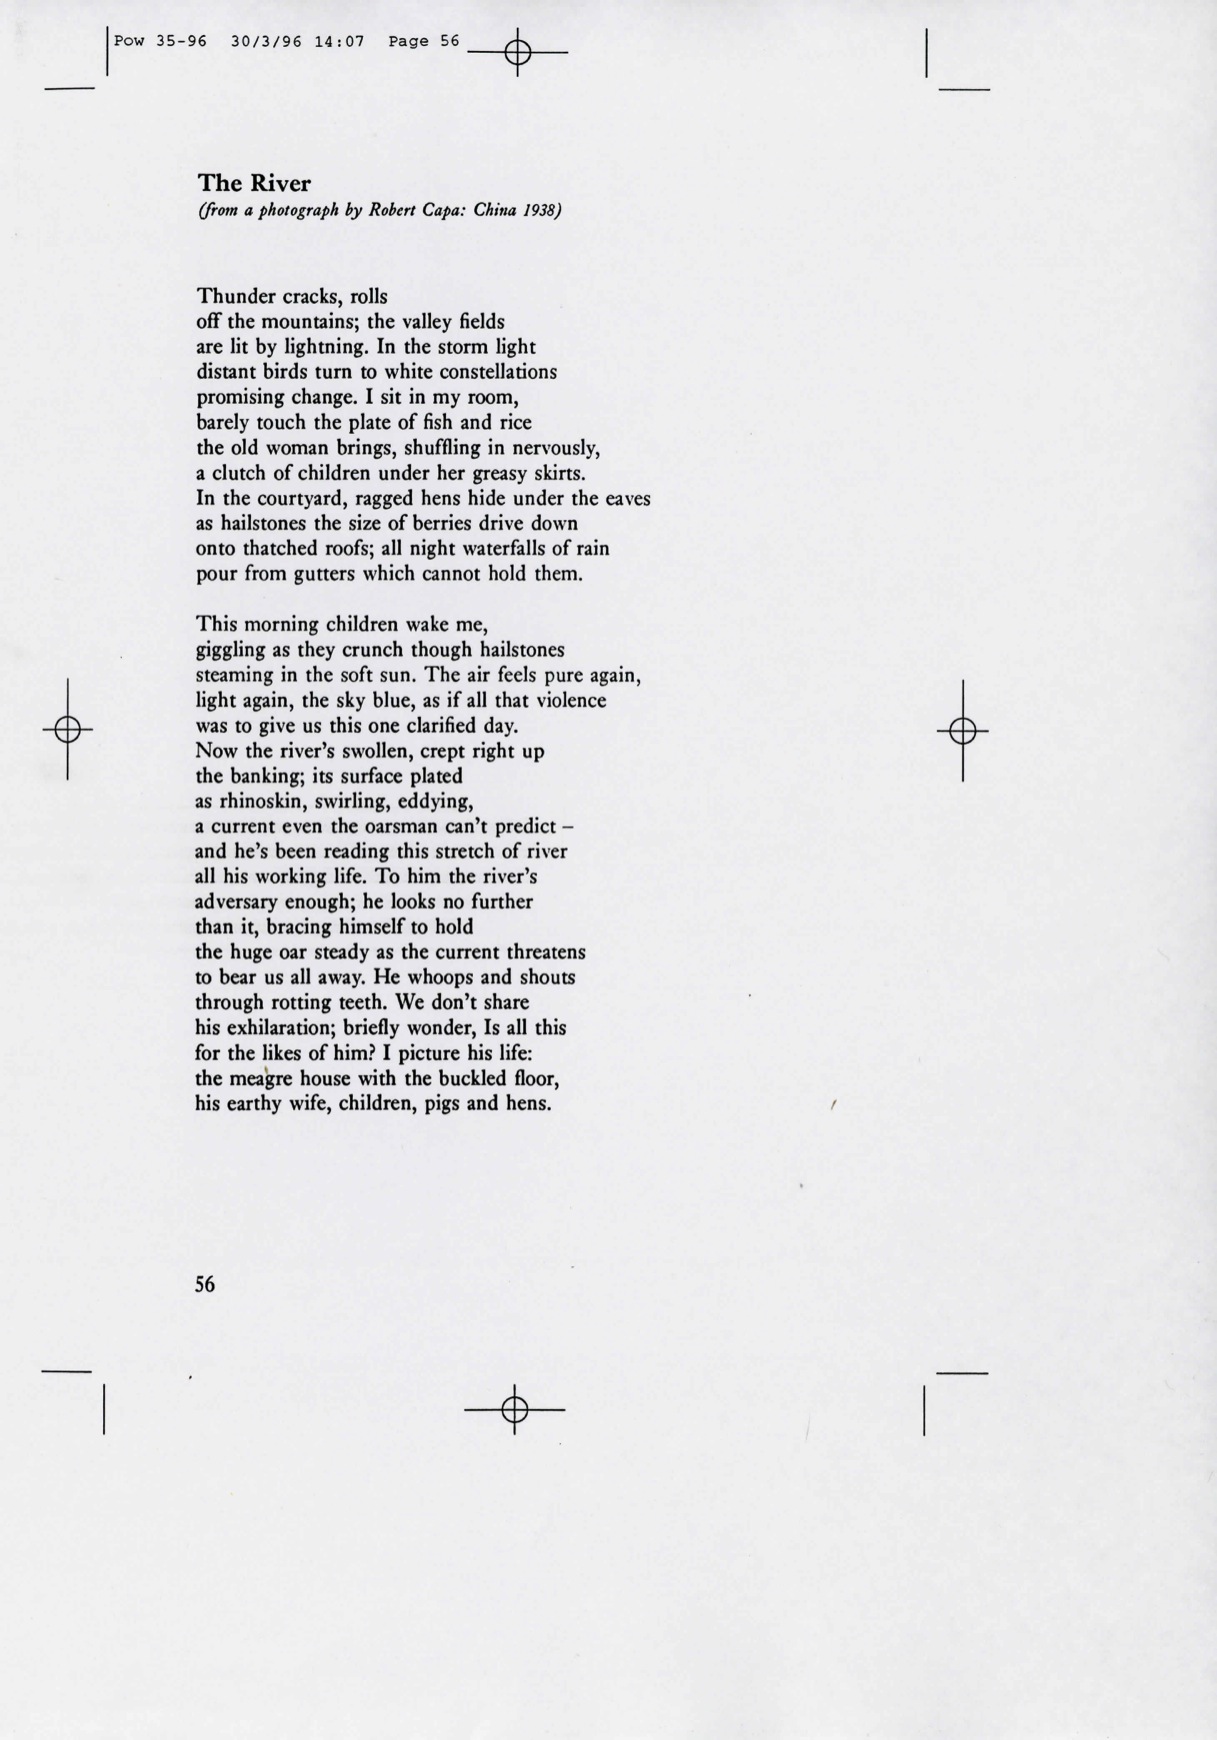 Pow 35-96 30/3/96 14:07 Page 56
The River
(from a photograph by Robert Capa: China 1938)
Thunder cracks, rolls
off the mountains; the valley fields
are lit by lightning. In the storm light
distant birds turn to white constellations
promising change. I sit in my room,
barely touch the plate of fish and rice
the old woman brings, shuffling in nervously,
a clutch of children under her greasy skirts.
In the courtyard, ragged hens hide under the eaves
as hailstones the size of berries drive down
onto thatched roofs; all night waterfalls of rain
pour from gutters which cannot hold them.
This morning children wake me,
giggling as they crunch though hailstones
steaming in the soft sun. The air feels pure again,
light again, the sky blue, as if all that violence
was to give us this one clarified day.
Now the river's swollen, crept right up
the banking; its surface plated
as rhinoskin, swirling, eddying,
a current even the oarsman can't predict –
and he's been reading this stretch of river
all his working life. To him the river's
adversary enough; he looks no further
than it, bracing himself to hold
the huge oar steady as the current threatens
to bear us all away. He whoops and shouts
through rotting teeth. We don't share
his exhilaration; briefly wonder, Is all this
for the likes of him? I picture his life:
the meagre house with the buckled floor,
his earthy wife, children, pigs and hens.
56